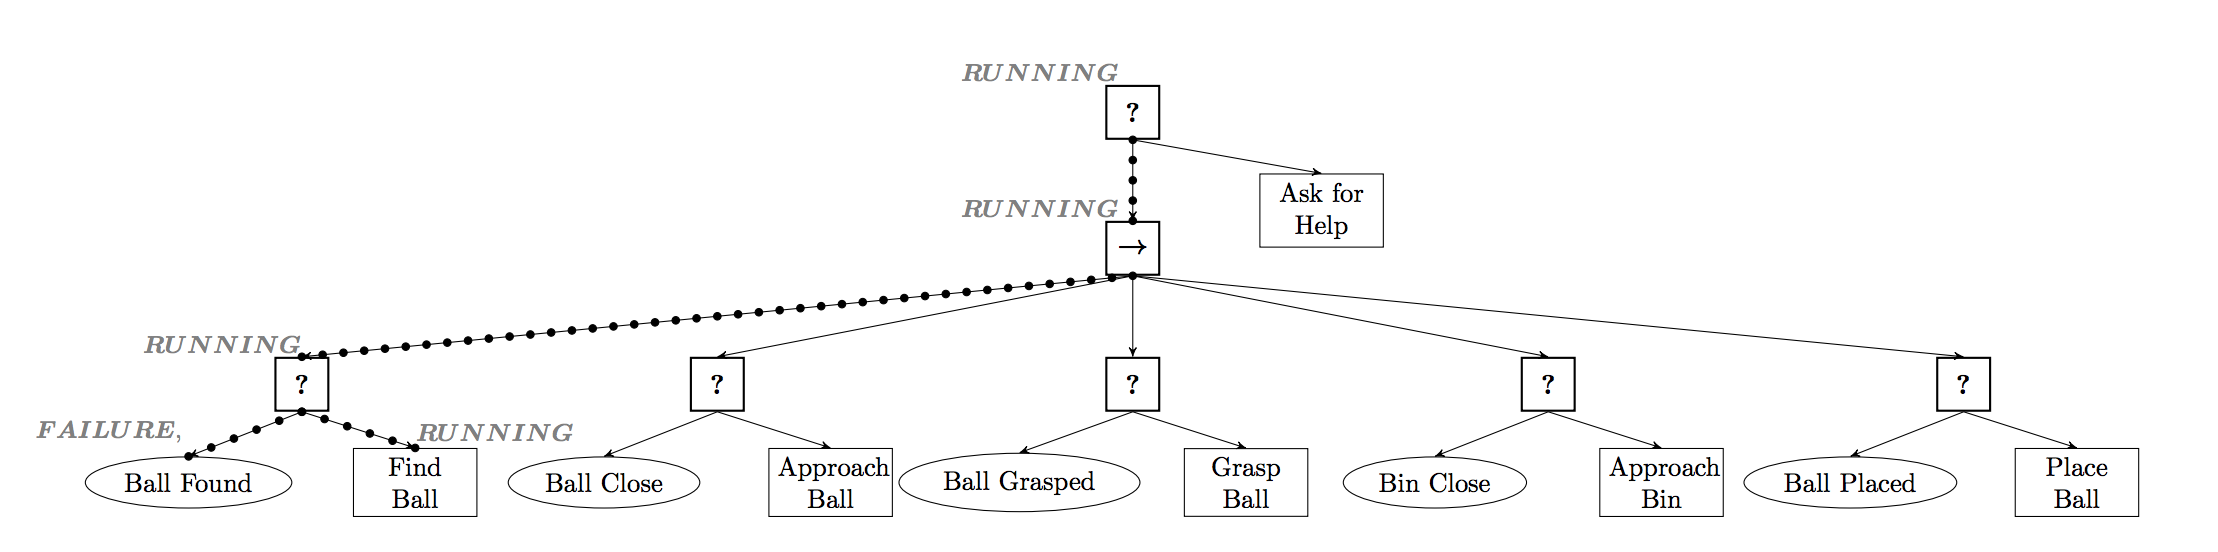 RUNNING
?
Ask for
Help
RUNNING
→
RUNNING
?
?
?
?
?
FAILURE,
RUNNING
Ball Found
Find
Ball
Ball Close
Approach
Ball
Ball Grasped
Grasp
Ball
Bin Close
Approach
Bin
Ball Placed
Place
Ball